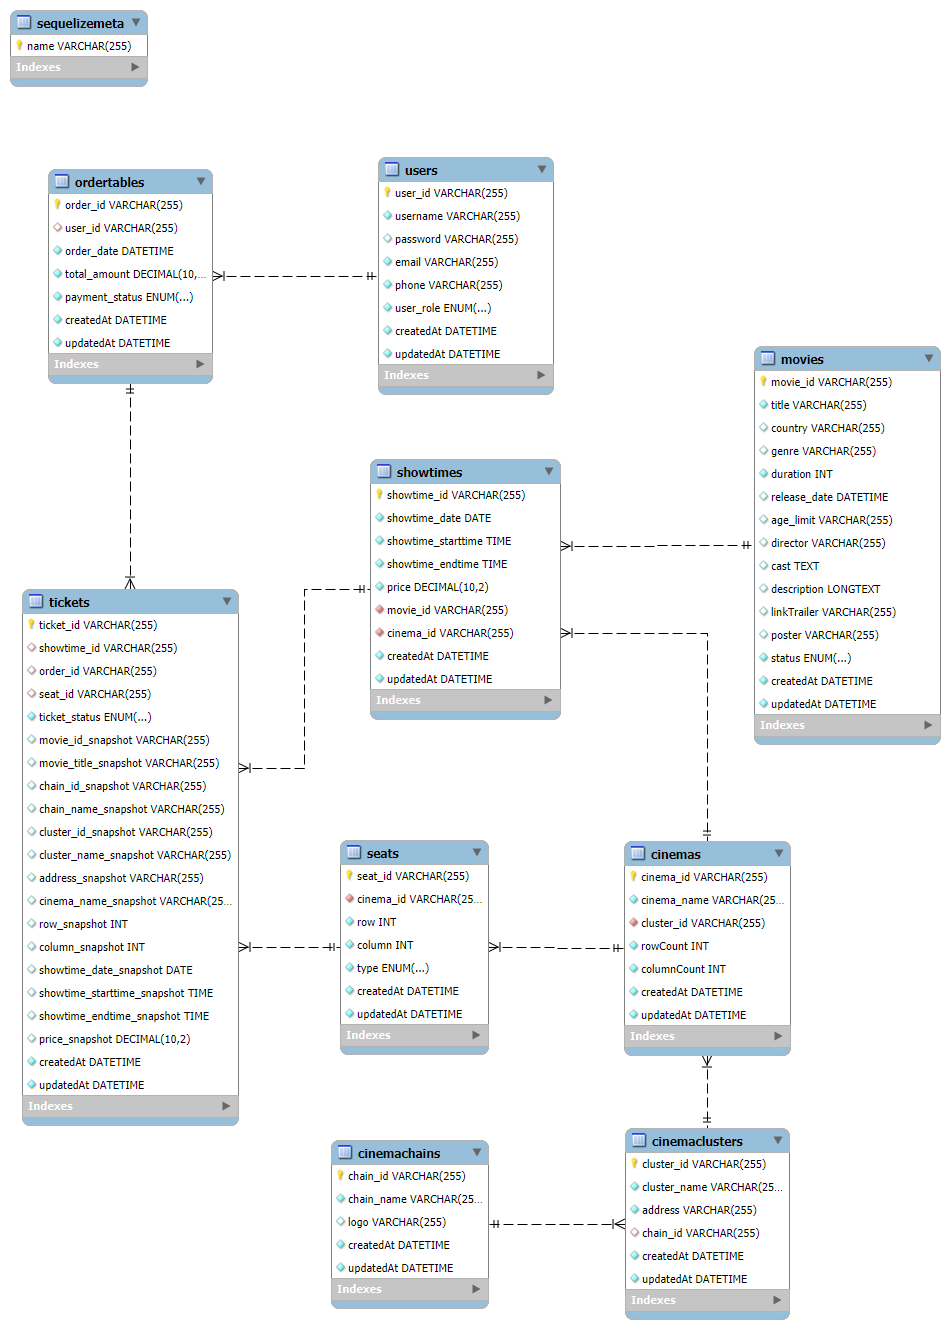 sequelizemeta
name VARCHAR(255)
Indexes
ordertables
order_id VARCHAR(255)
user_id VARCHAR(255)
order_date DATETIME
total_amount DECIMAL(10,...
payment_status ENUM(...)
createdAt DATETIME
updatedAt DATETIME
Indexes
users
user_id VARCHAR(255)
username VARCHAR(255)
password VARCHAR(255)
email VARCHAR(255)
phone VARCHAR(255)
user_role ENUM(...)
createdAt DATETIME
updatedAt DATETIME
Indexes
movies
movie_id VARCHAR(255)
title VARCHAR(255)
country VARCHAR(255)
genre VARCHAR(255)
duration INT
release_date DATETIME
age_limit VARCHAR(255)
director VARCHAR(255)
cast TEXT
description LONGTEXT
linkTrailer VARCHAR(255)
poster VARCHAR(255)
status ENUM(...)
createdAt DATETIME
updatedAt DATETIME
Indexes
showtimes
showtime_id VARCHAR(255)
showtime_date DATE
showtime_starttime TIME
showtime_endtime TIME
price DECIMAL(10,2)
movie_id VARCHAR(255)
cinema_id VARCHAR(255)
createdAt DATETIME
updatedAt DATETIME
Indexes
tickets
ticket_id VARCHAR(255)
showtime_id VARCHAR(255)
order_id VARCHAR(255)
seat_id VARCHAR(255)
ticket_status ENUM(...)
movie_id_snapshot VARCHAR(255)
movie_title_snapshot VARCHAR(255)
chain_id_snapshot VARCHAR(255)
chain_name_snapshot VARCHAR(255)
cluster_id_snapshot VARCHAR(255)
cluster_name_snapshot VARCHAR(255)
address_snapshot VARCHAR(255)
cinema_name_snapshot VARCHAR(25...
row_snapshot INT
column_snapshot INT
showtime_date_snapshot DATE
showtime_starttime_snapshot TIME
showtime_endtime_snapshot TIME
price_snapshot DECIMAL(10,2)
createdAt DATETIME
updatedAt DATETIME
Indexes
seats
seat_id VARCHAR(255)
cinema_id VARCHAR(25...
row INT
column INT
type ENUM(...)
createdAt DATETIME
updatedAt DATETIME
Indexes
cinemas
cinema_id VARCHAR(255)
cinema_name VARCHAR(25...
cluster_id VARCHAR(255)
rowCount INT
columnCount INT
createdAt DATETIME
updatedAt DATETIME
Indexes
cinemachains
chain_id VARCHAR(255)
chain_name VARCHAR(25...
logo VARCHAR(255)
createdAt DATETIME
updatedAt DATETIME
Indexes
cinemaclusters
cluster_id VARCHAR(255)
cluster_name VARCHAR(25...
address VARCHAR(255)
chain_id VARCHAR(255)
createdAt DATETIME
updatedAt DATETIME
Indexes